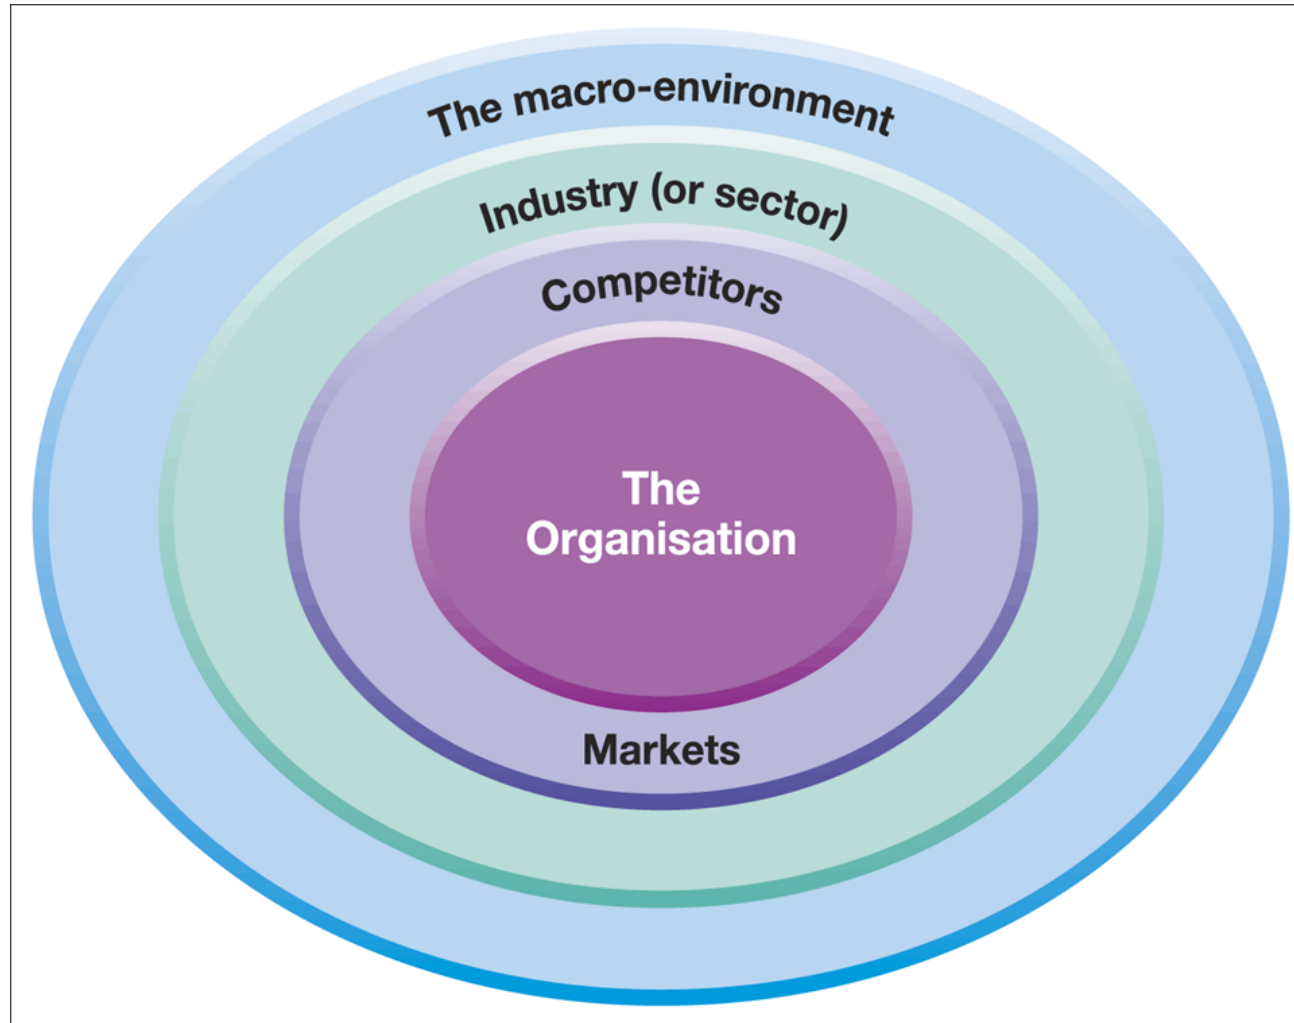 The macro-environment
Industry (or sector)
Competitors
The
Organisation
Markets